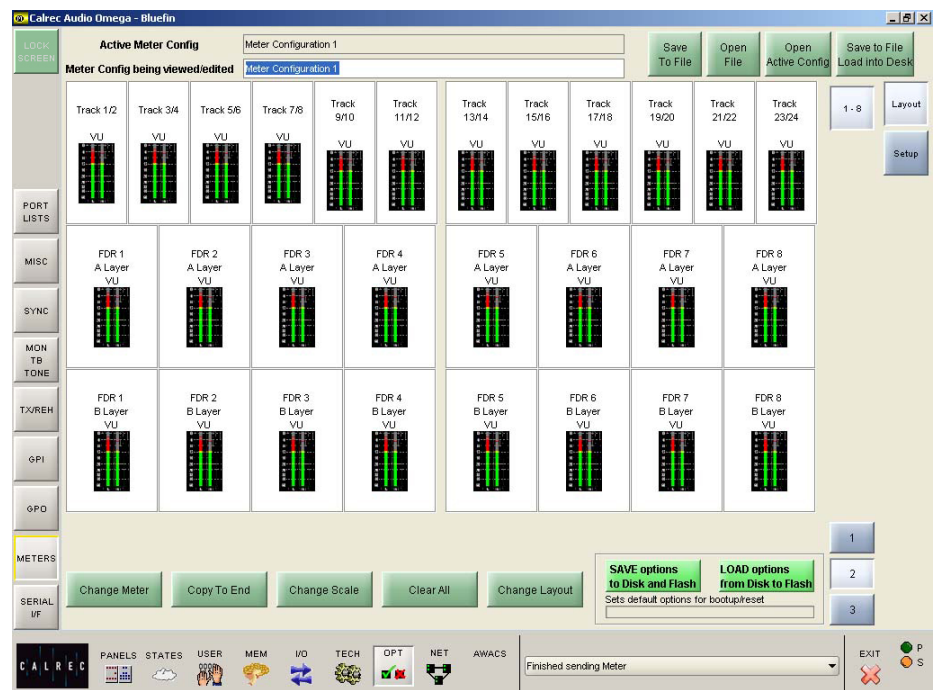 Calrec Audio Omega - Bluefin
LOCK SCREEN
Active Meter Config
Meter Configuration 1
Meter Config being viewed/edited
Meter Configuration 1
Save To File
Open File
Open Active Config
Save to File Load into Desk
Track 1/2
Track 3/4
Track 5/6
Track 7/8
Track 9/10
Track 11/12
Track 13/14
Track 15/16
Track 17/18
Track 19/20
Track 21/22
Track 23/24
VU
VU
VU
VU
VU
VU
VU
VU
VU
VU
VU
VU
1 - 8
Layout
Setup
PORT LISTS
MISC
SYNC
MON TB TONE
TX/REH
GPI
GPO
METERS
SERIAL I/F
FDR 1 A Layer VU
FDR 2 A Layer VU
FDR 3 A Layer VU
FDR 4 A Layer VU
FDR 5 A Layer VU
FDR 6 A Layer VU
FDR 7 A Layer VU
FDR 8 A Layer VU
FDR 1 B Layer VU
FDR 2 B Layer VU
FDR 3 B Layer VU
FDR 4 B Layer VU
FDR 5 B Layer VU
FDR 6 B Layer VU
FDR 7 B Layer VU
FDR 8 B Layer VU
1
2
3
Change Meter
Copy To End
Change Scale
Clear All
Change Layout
SAVE options to Disk and Flash
LOAD options from Disk to Flash
Sets default options for bootup/reset
CALREC
PANELS
STATES
USER
MEM
I/O
TECH
OPT
NET
AWACS
Finished sending Meter
EXIT
P
S